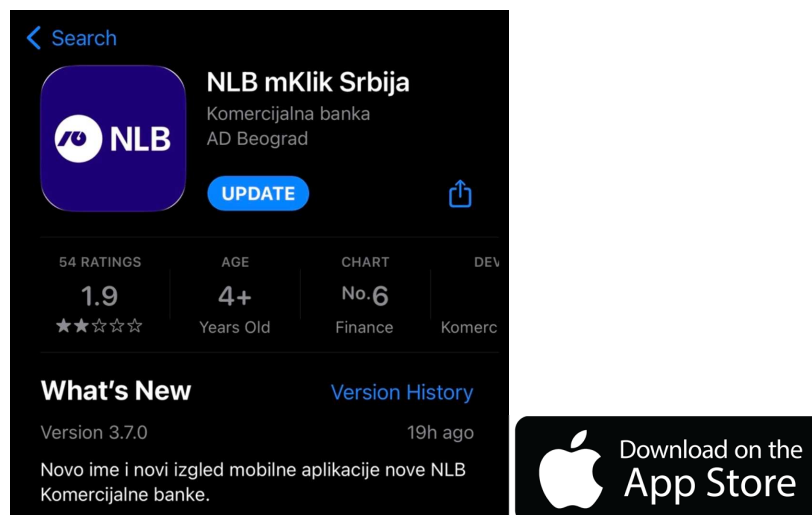 Search
NLB
NLB mKlik Srbija
Komercijalna banka
AD Beograd
UPDATE
54 RATINGS
1.9
AGE
4+
Years Old
CHART
No.6
Finance
DEV
Komerc
What's New
Version History
Version 3.7.0
19h ago
Novo ime i novi izgled mobilne aplikacije nove NLB
Komercijalne banke.
Download on the
App Store